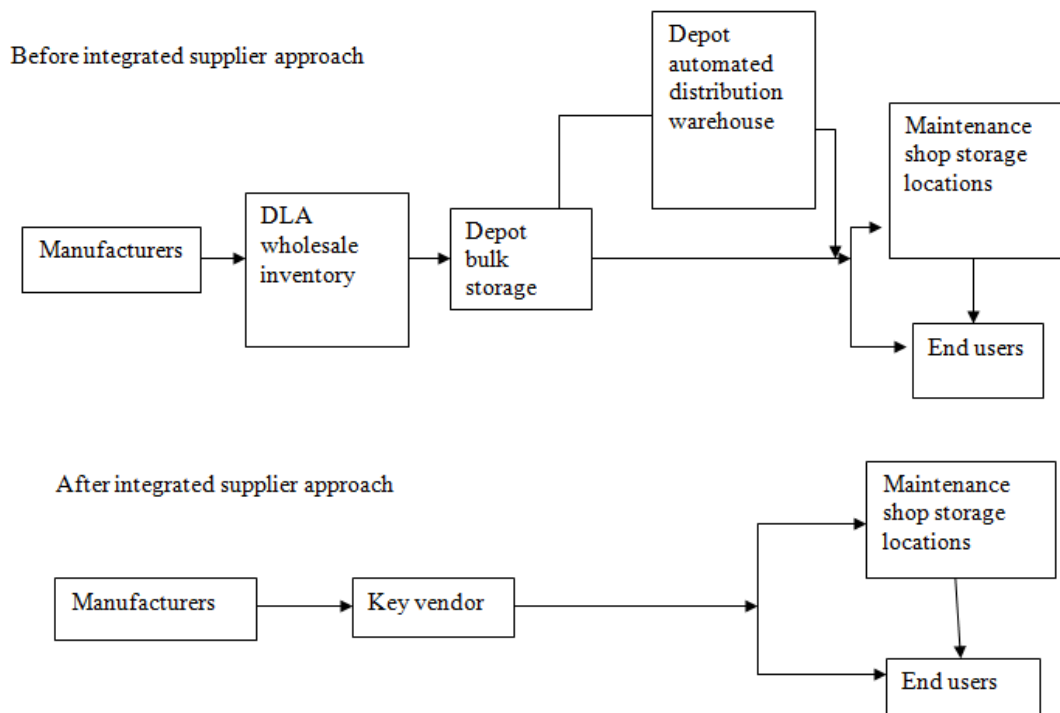 Before integrated supplier approach
Depot
automated
distribution
warehouse
Maintenance
shop storage
locations
Manufacturers
DLA
wholesale
inventory
Depot
bulk
storage
End users
After integrated supplier approach
Maintenance
shop storage
locations
Manufacturers
Key vendor
End users